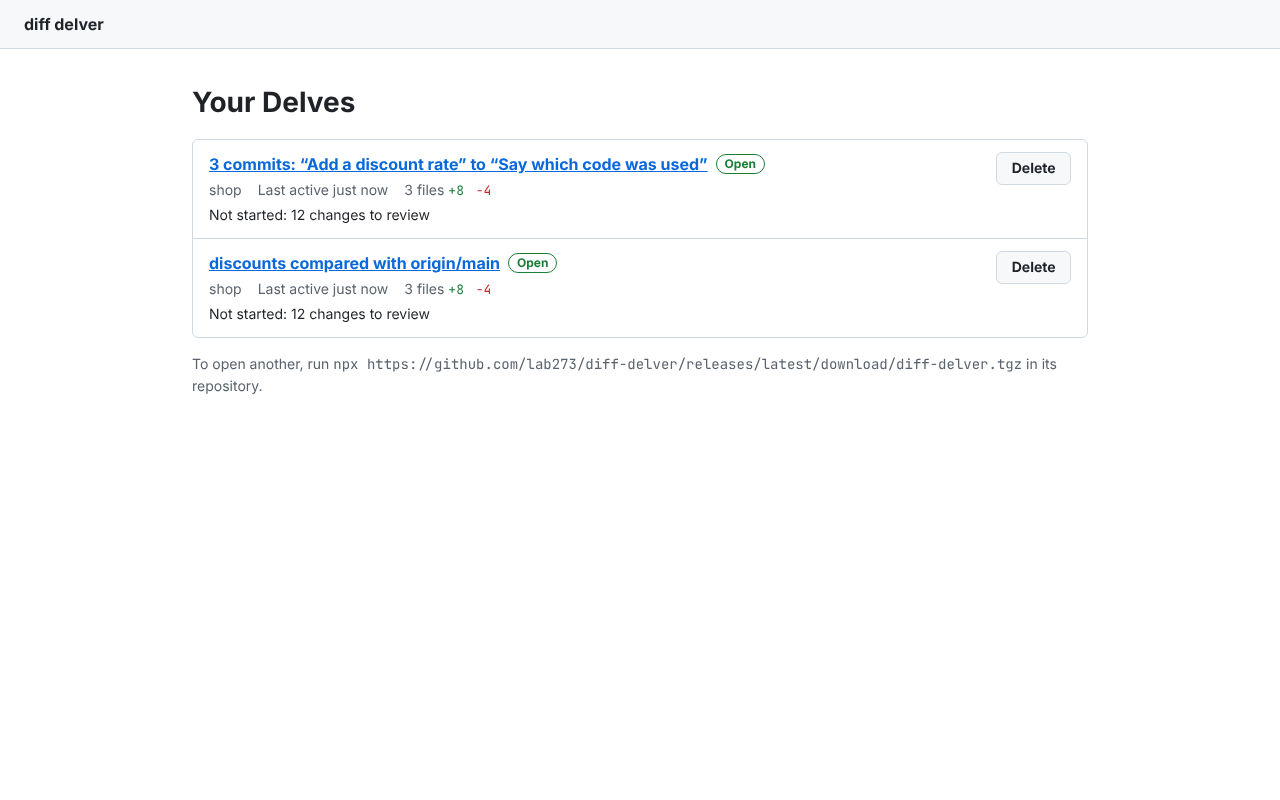 diff delver
Your Delves
3 commits: “Add a discount rate” to “Say which code was used” Open
Delete
shop Last active just now 3 files +8 -4
Not started: 12 changes to review
discounts compared with origin/main Open
Delete
shop Last active just now 3 files +8 -4
Not started: 12 changes to review
To open another, run npx https://github.com/lab273/diff-delver/releases/latest/download/diff-delver.tgz in its
repository.